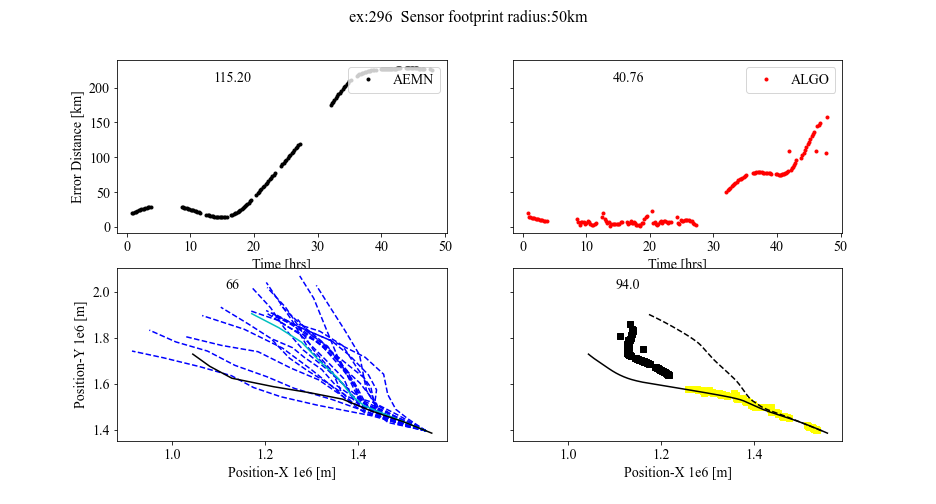 ex:296  Sensor footprint radius:50km
115.20
AEMN
Error Distance [km]
200
150
100
50
0
0 10 20 30 40 50
Time [hrs]
40.76
ALGO
0 10 20 30 40 50
Time [hrs]
66
Position-Y 1e6 [m]
2.0
1.8
1.6
1.4
1.0 1.2 1.4
Position-X 1e6 [m]
94.0
1.0 1.2 1.4
Position-X 1e6 [m]